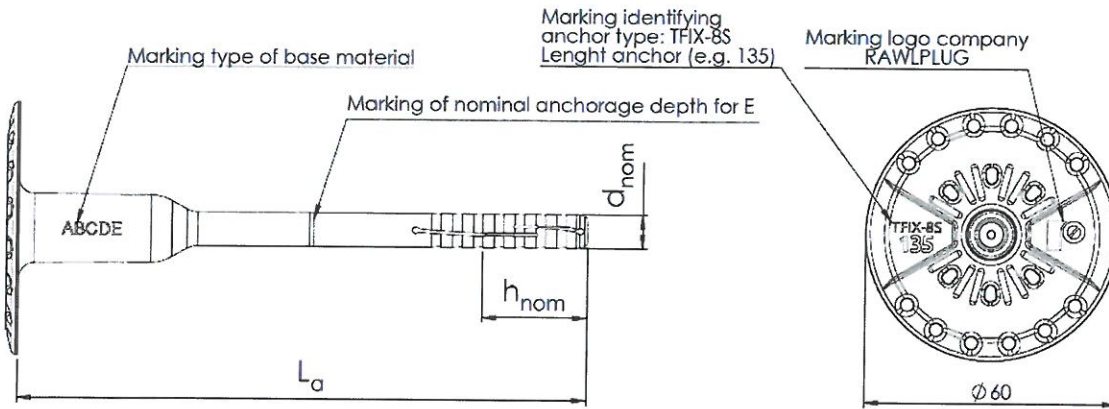 Marking identifying
anchor type: TFIX-8S
Lenght anchor (e.g. 135)
Marking logo company
RAWLPLUG
Marking type of base material
Marking of nominal anchorage depth for E
ABCDE
dnom
hnom
La
TFIX-8S
135
Ø60